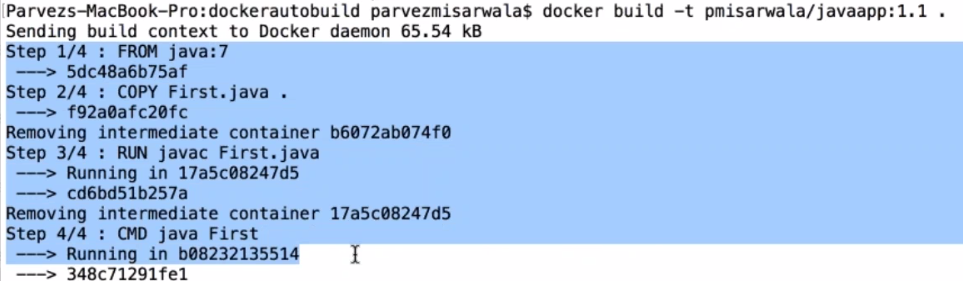 Parvezs-MacBook-Pro:dockerautobuild parvezmisarwala$ docker build -t pmisarwala/javaapp:1.1 .
Sending build context to Docker daemon 65.54 kB
Step 1/4 : FROM java:7
---> 5dc48a6b75af
Step 2/4 : COPY First.java .
---> f92a0afc20fc
Removing intermediate container b6072ab074f0
Step 3/4 : RUN javac First.java
---> Running in 17a5c08247d5
---> cd6bd51b257a
Removing intermediate container 17a5c08247d5
Step 4/4 : CMD java First
---> Running in b08232135514
---> 348c71291fe1